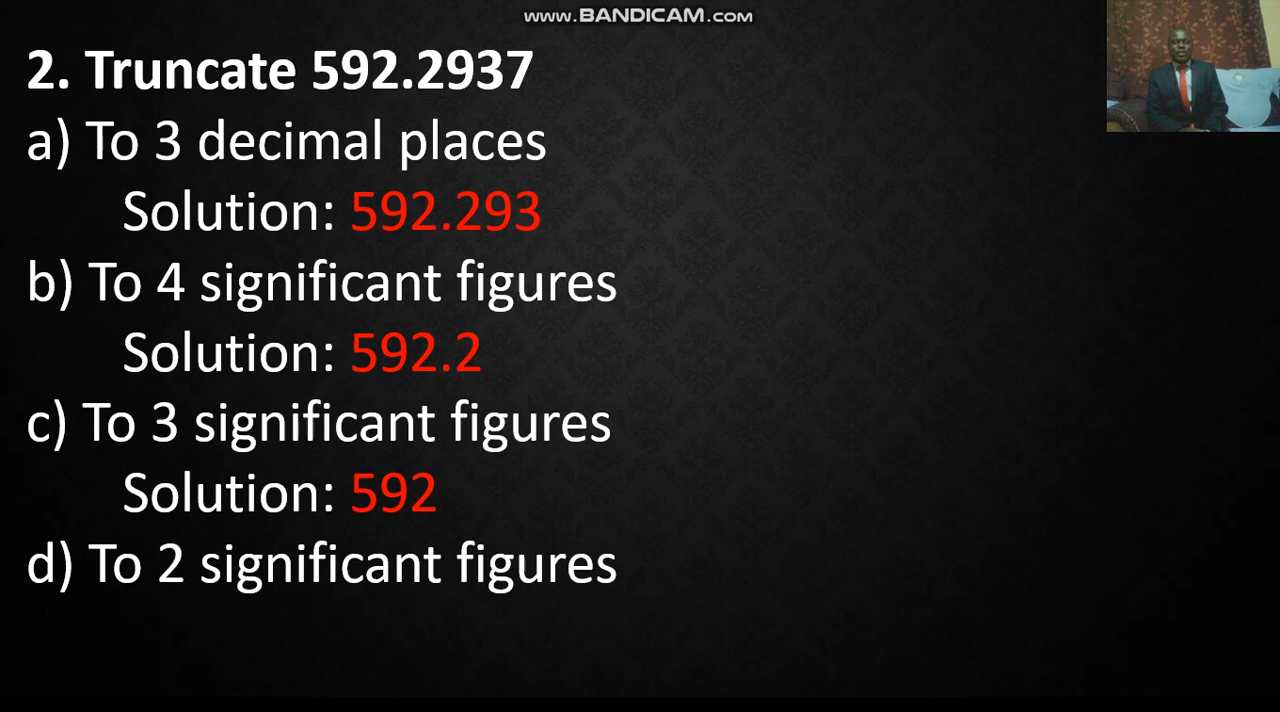 www.BANDICAM.com
2. Truncate 592.2937
a) To 3 decimal places
Solution: 592.293
b) To 4 significant figures
Solution: 592.2
c) To 3 significant figures
Solution: 592
d) To 2 significant figures